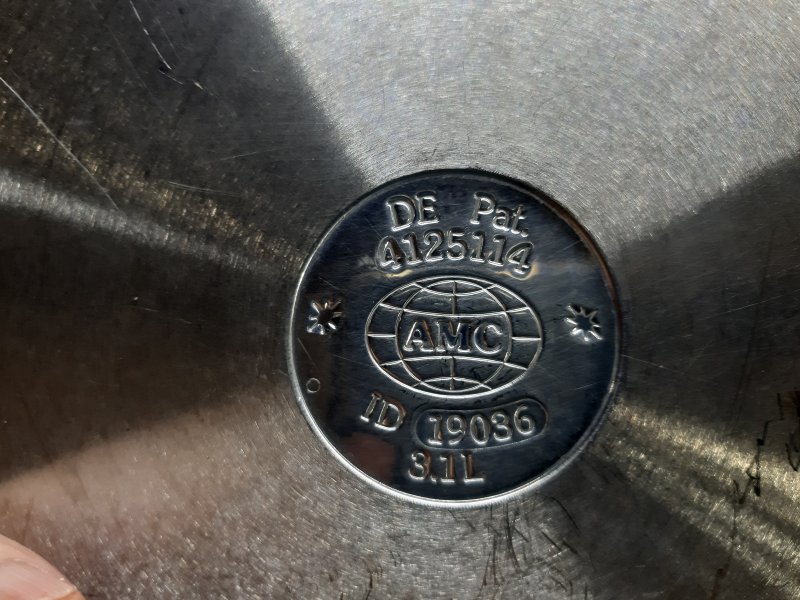 DE Pat.
4125114
AMC
ID 19036
3.1L